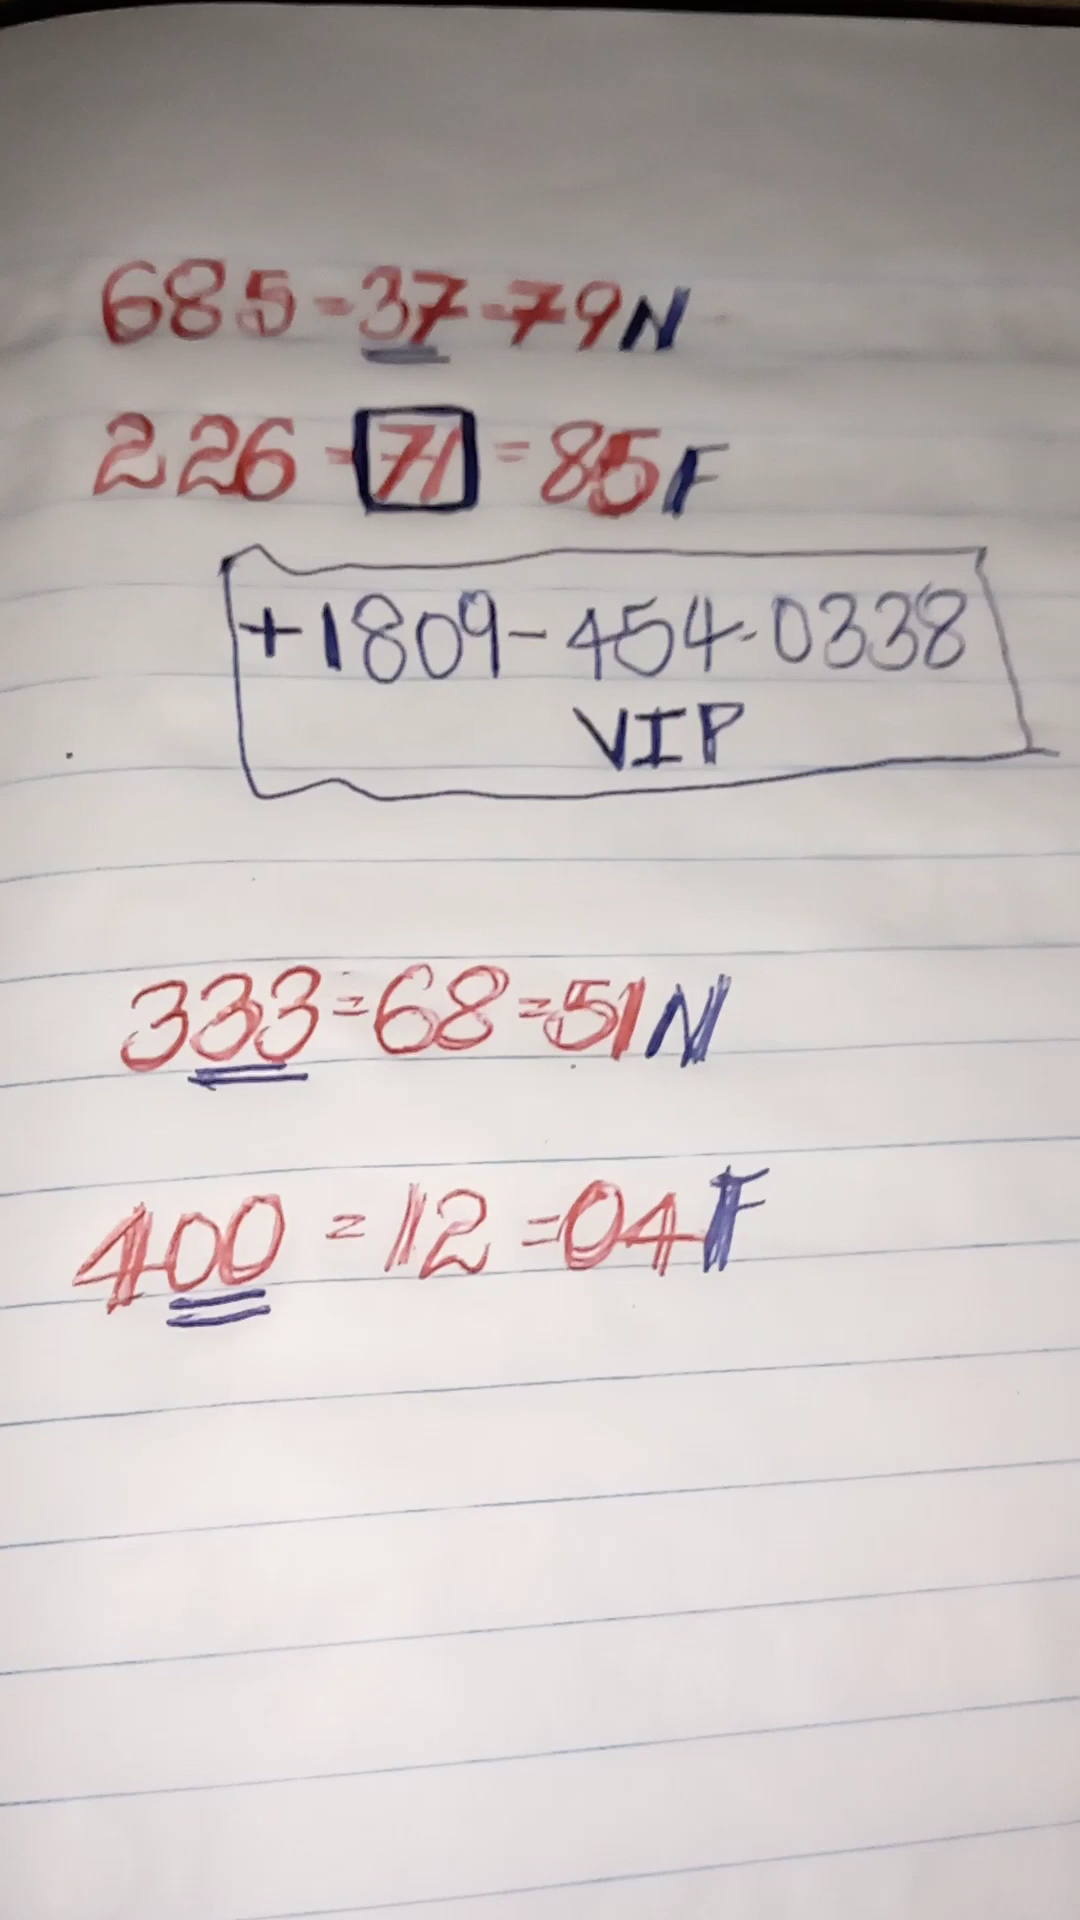 685-37-79N
226-71=85F
+1809-454-0338
VIP
333=68=51N
400=12=04F